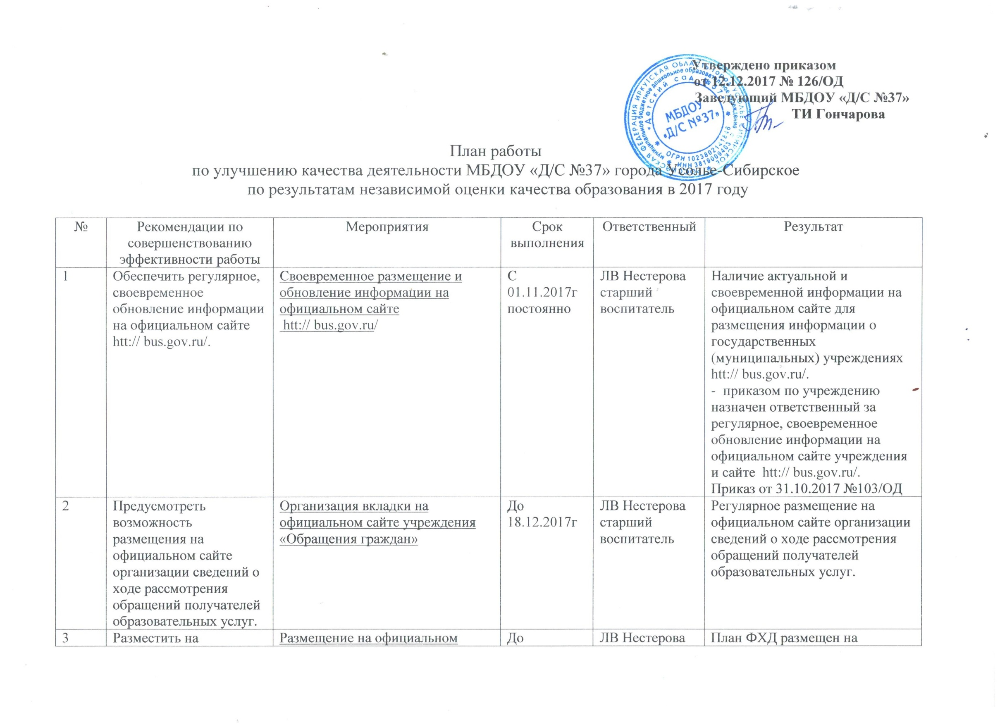 Утверждено приказом
от 12.12.2017 № 126/ОД
Заведующий МБДОУ «Д/С №37»
ТИ Гончарова
МБДОУ
«Д/С №37»
«Детский сад № 37»
ОГРН 1023802141846
ИНН 3819009403
План работы
по улучшению качества деятельности МБДОУ «Д/С №37» города Усолье-Сибирское
по результатам независимой оценки качества образования в 2017 году
№
Рекомендации по
совершенствованию
эффективности работы
Мероприятия
Срок
выполнения
Ответственный
Результат
1
Обеспечить регулярное,
своевременное
обновление информации
на официальном сайте
htt:// bus.gov.ru/.
Своевременное размещение и
обновление информации на
официальном сайте
htt:// bus.gov.ru/
С
01.11.2017г
постоянно
ЛВ Нестерова
старший
воспитатель
Наличие актуальной и
своевременной информации на
официальном сайте для
размещения информации о
государственных
(муниципальных) учреждениях
htt:// bus.gov.ru/.
- приказом по учреждению
назначен ответственный за
регулярное, своевременное
обновление информации на
официальном сайте учреждения
и сайте htt:// bus.gov.ru/.
Приказ от 31.10.2017 №103/ОД
2
Предусмотреть
возможность
размещения на
официальном сайте
организации сведений о
ходе рассмотрения
обращений получателей
образовательных услуг.
Организация вкладки на
официальном сайте учреждения
«Обращения граждан»
До
18.12.2017г
ЛВ Нестерова
старший
воспитатель
Регулярное размещение на
официальном сайте организации
сведений о ходе рассмотрения
обращений получателей
образовательных услуг.
3
Разместить на
Размещение на официальном
До
ЛВ Нестерова
План ФХД размещен на